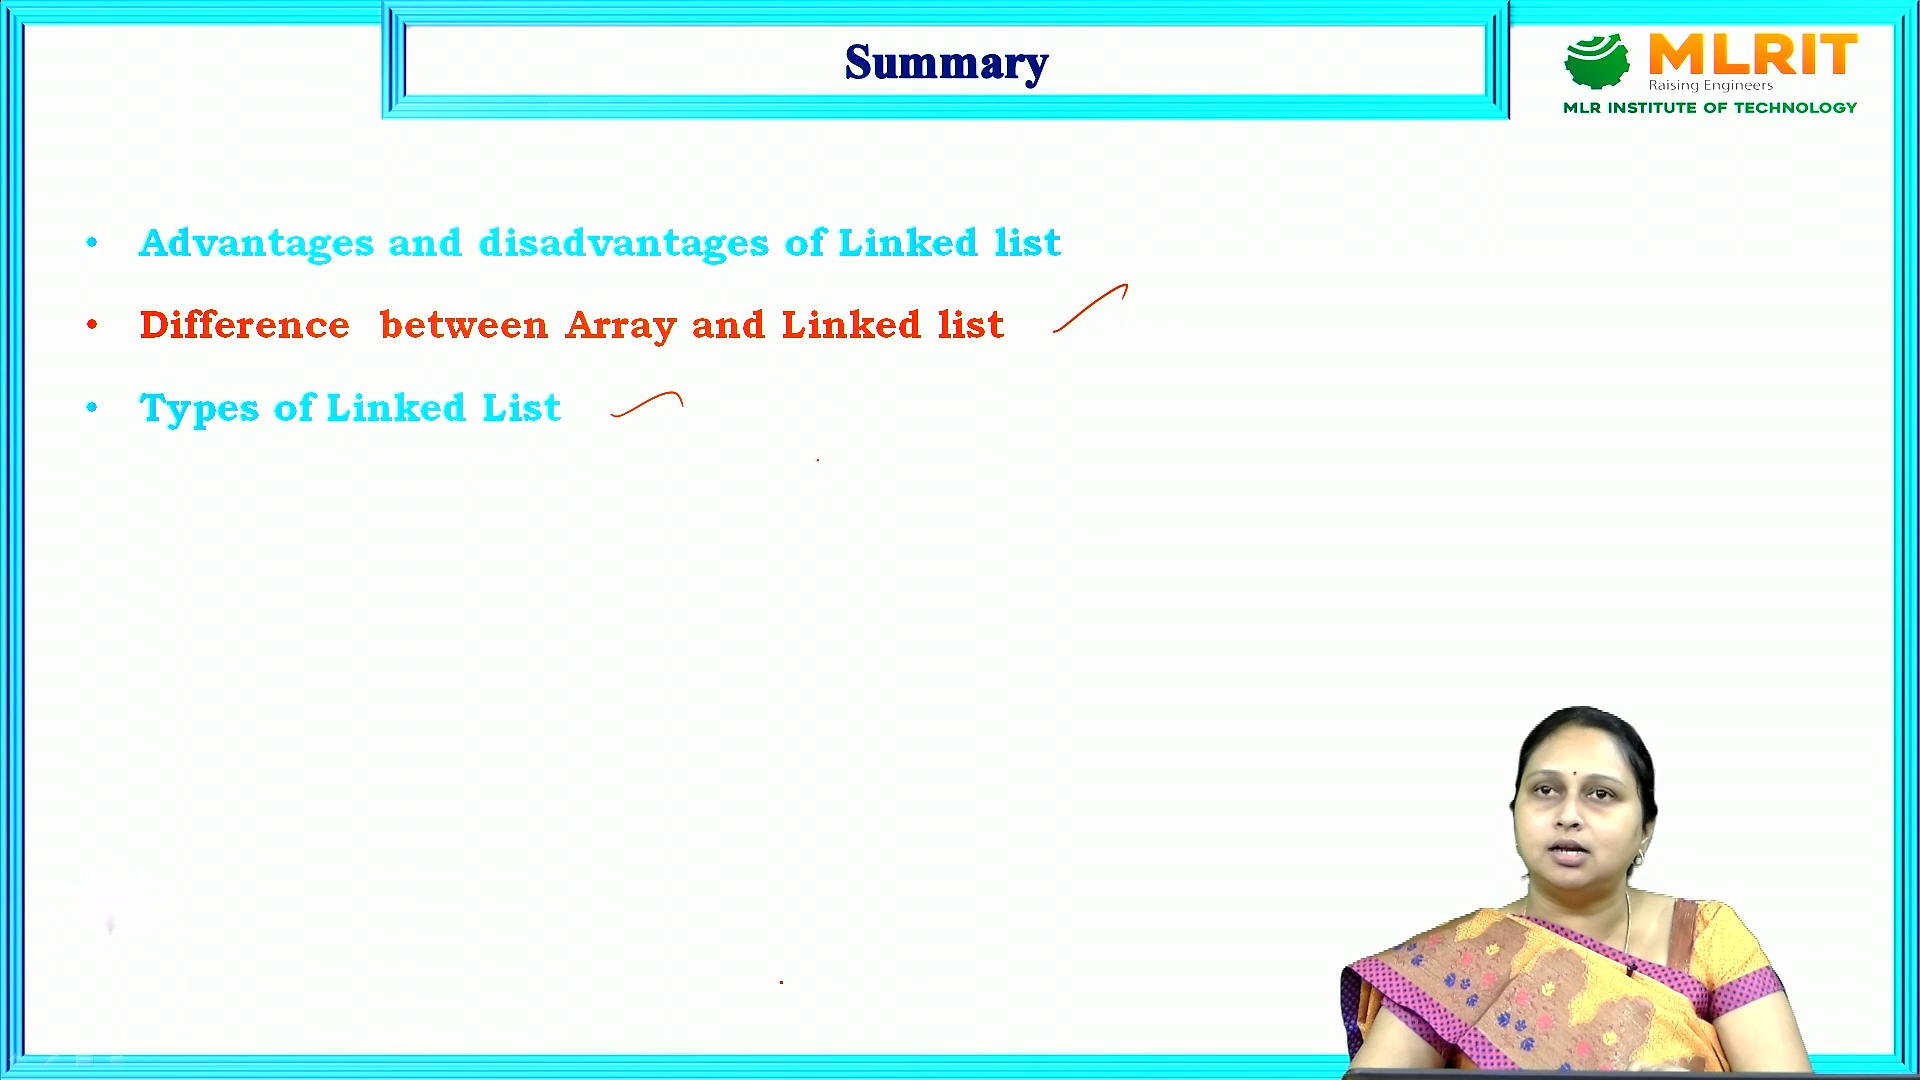 Summary
MLRIT
Raising Engineers
MLR INSTITUTE OF TECHNOLOGY
• Advantages and disadvantages of Linked list
• Difference between Array and Linked list
• Types of Linked List